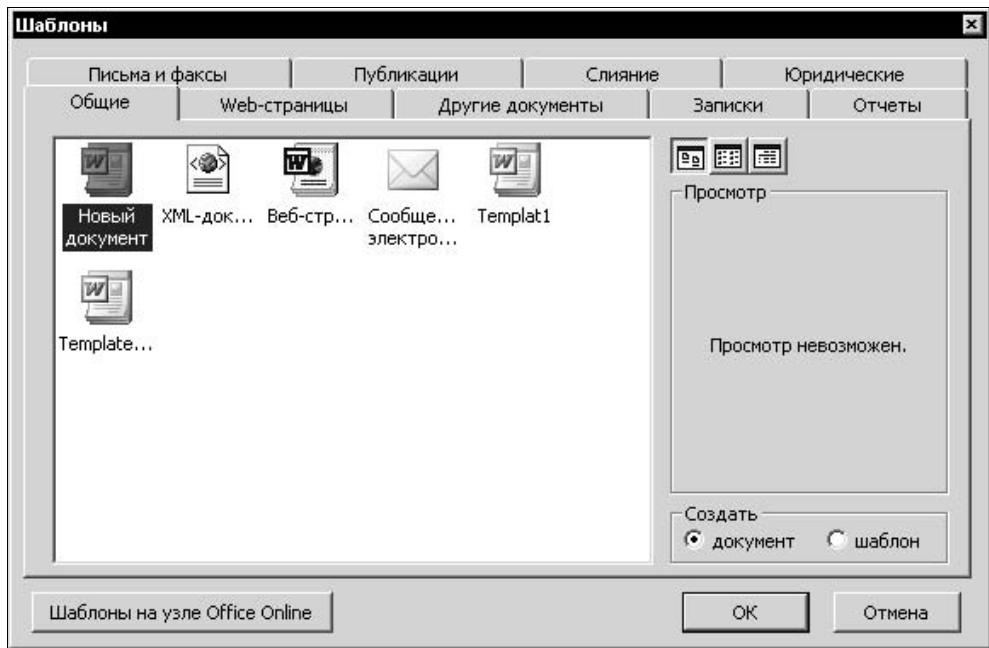 Шаблоны
Письма и факсы
Публикации
Слияние
Юридические
Общие
Web-страницы
Другие документы
Записки
Отчеты
Новый
документ
XML-док...
Веб-стр...
Сообще...
электро...
Templat1
Template...
Просмотр
Просмотр невозможен.
Создать
документ
шаблон
Шаблоны на узле Office Online
ОК
Отмена